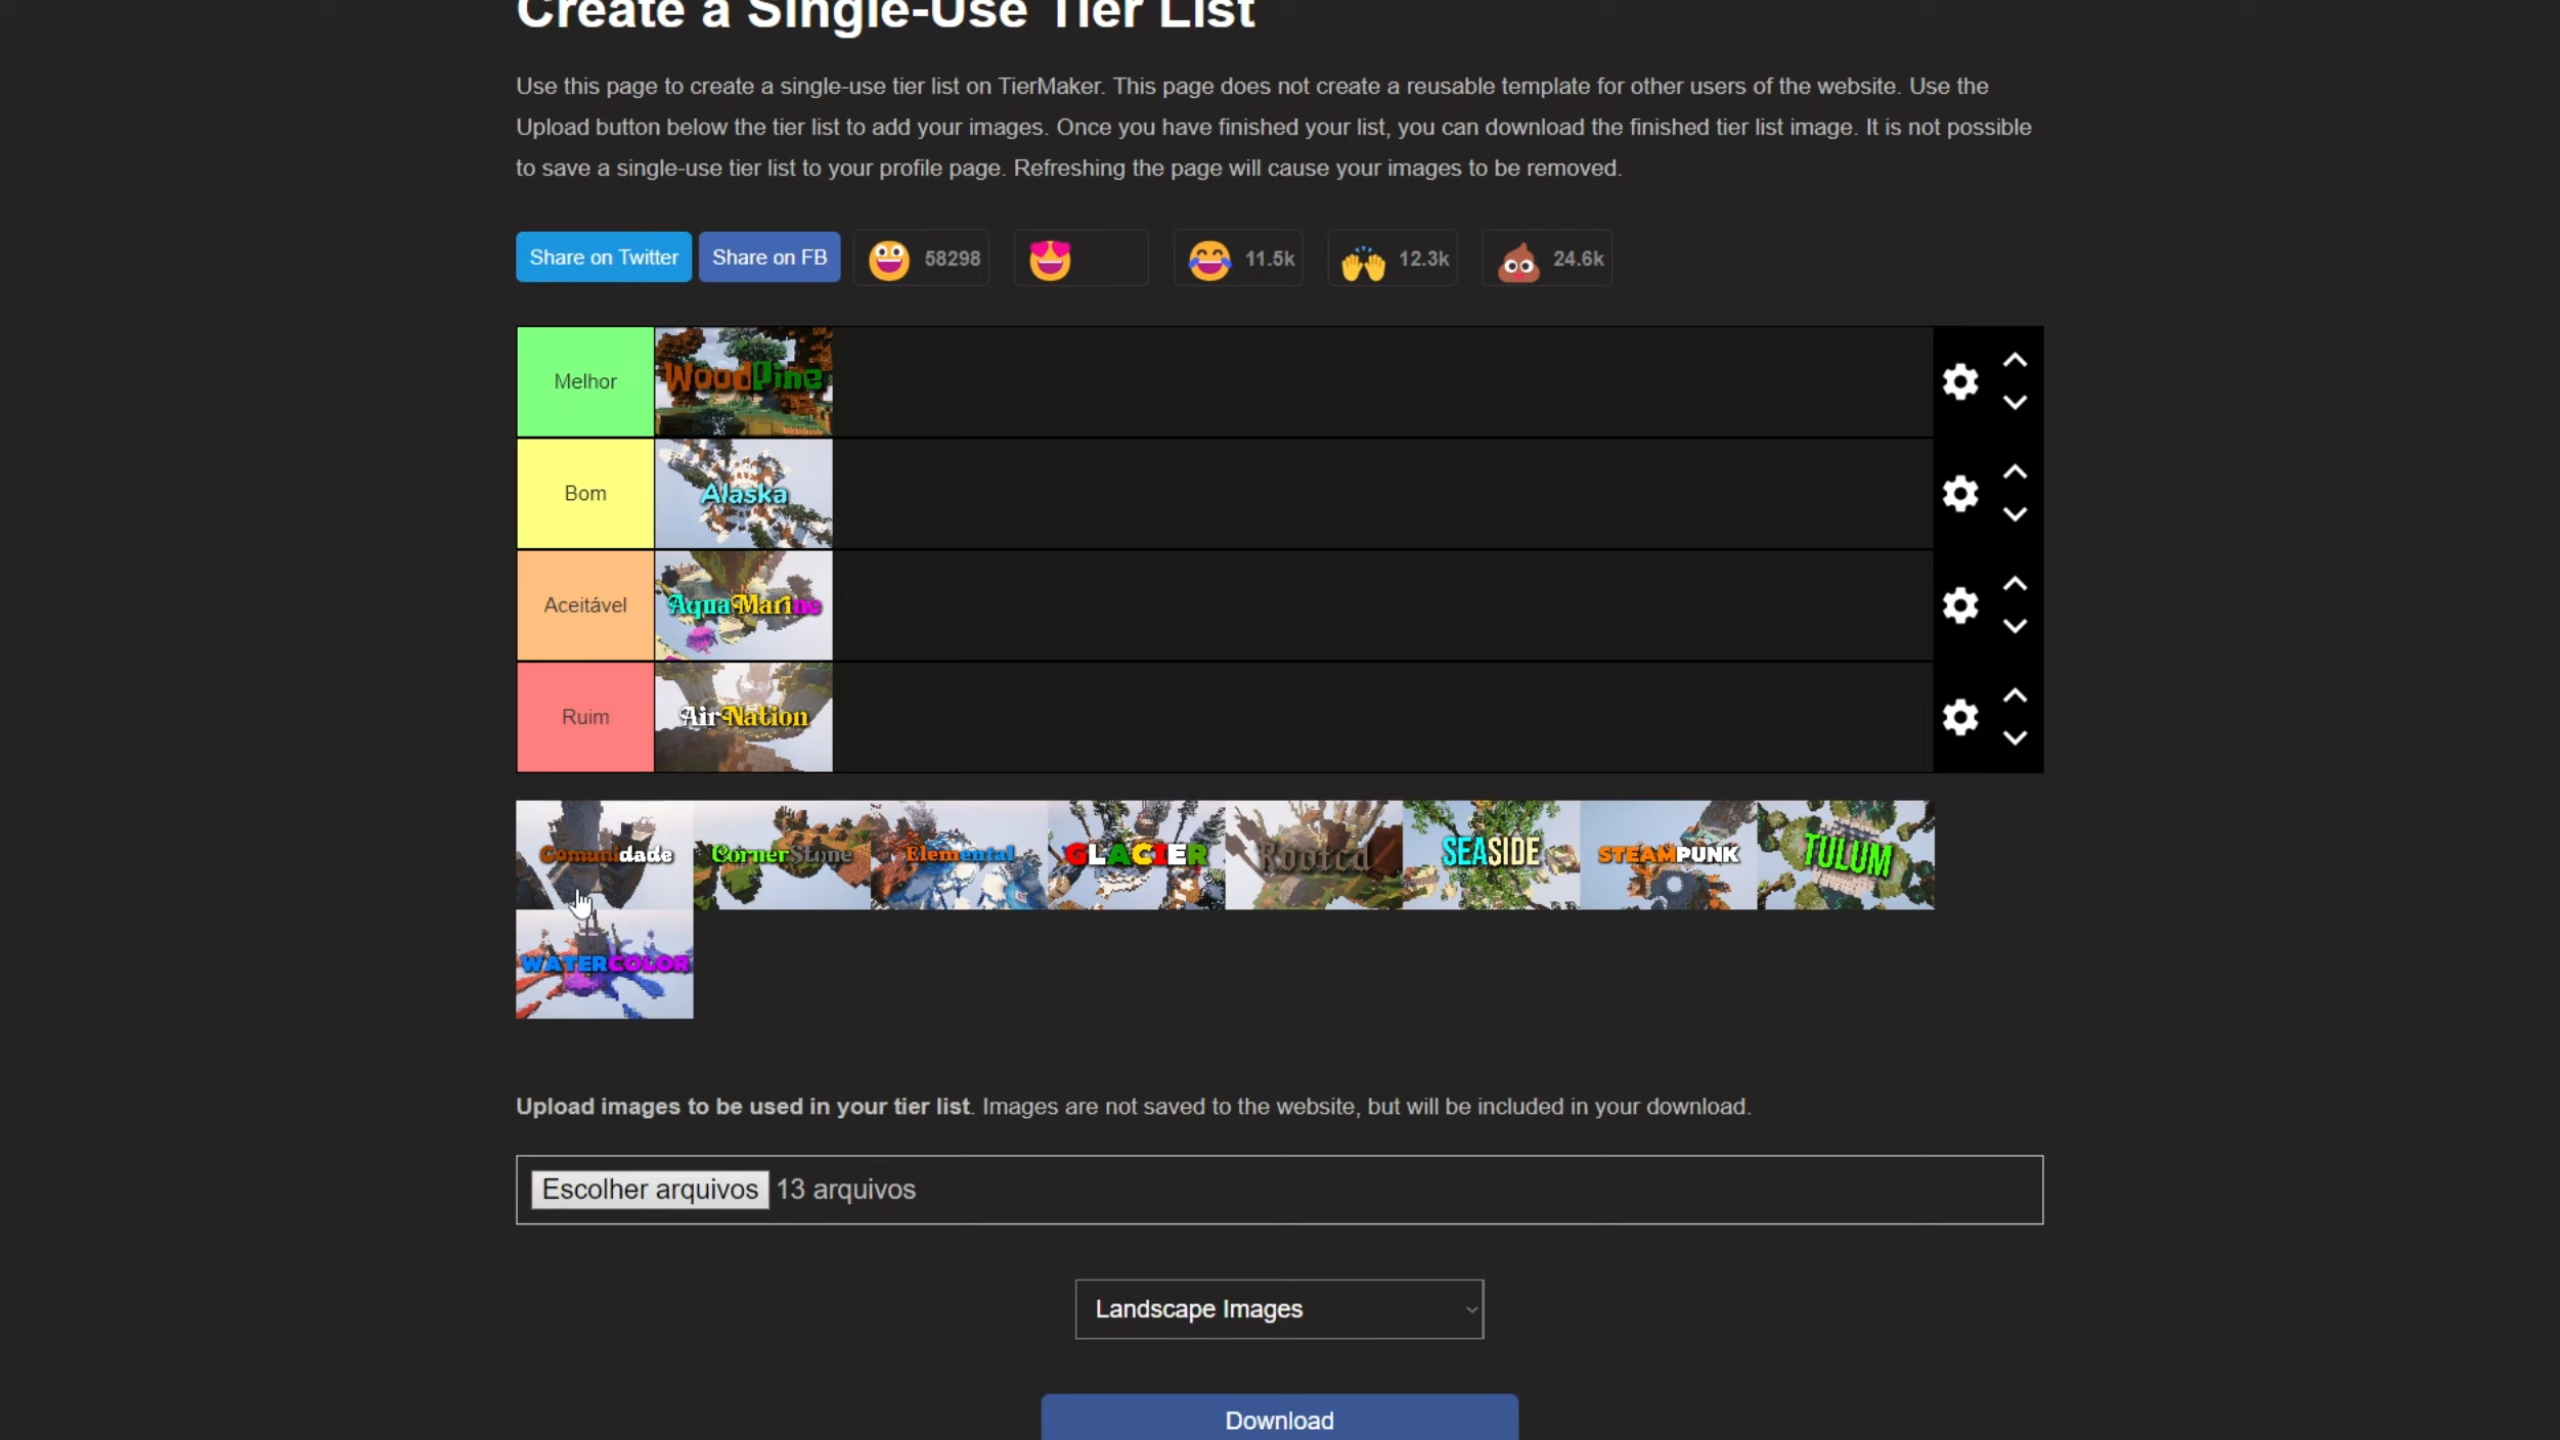 Create a Single-Use Tier List
Use this page to create a single-use tier list on TierMaker. This page does not create a reusable template for other users of the website. Use the
Upload button below the tier list to add your images. Once you have finished your list, you can download the finished tier list image. It is not possible
to save a single-use tier list to your profile page. Refreshing the page will cause your images to be removed.
Share on Twitter Share on FB 58298 11.5k 12.3k 24.6k
Melhor WoodPine
Bom Alaska
Aceitável AquaMarine
Ruim AirNation
Comunidade CornerStone Elemental GLACIER Rooted SEASIDE STEAMPUNK TULUM
WATERCOLOR
Upload images to be used in your tier list. Images are not saved to the website, but will be included in your download.
Escolher arquivos 13 arquivos
Landscape Images
Download